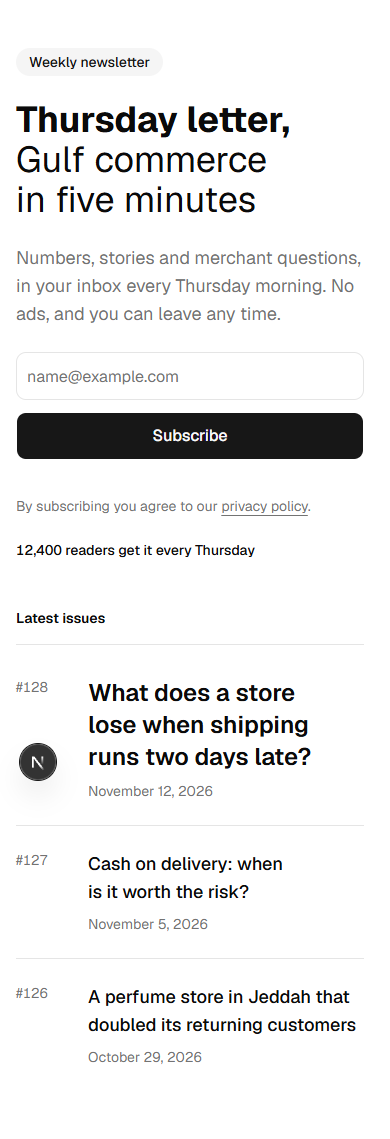 Weekly newsletter
Thursday letter,
Gulf commerce
in five minutes
Numbers, stories and merchant questions,
in your inbox every Thursday morning. No
ads, and you can leave any time.
name@example.com
Subscribe
By subscribing you agree to our privacy policy.
12,400 readers get it every Thursday
Latest issues
#128
What does a store
lose when shipping
runs two days late?
N
November 12, 2026
#127
Cash on delivery: when
is it worth the risk?
November 5, 2026
#126
A perfume store in Jeddah that
doubled its returning customers
October 29, 2026